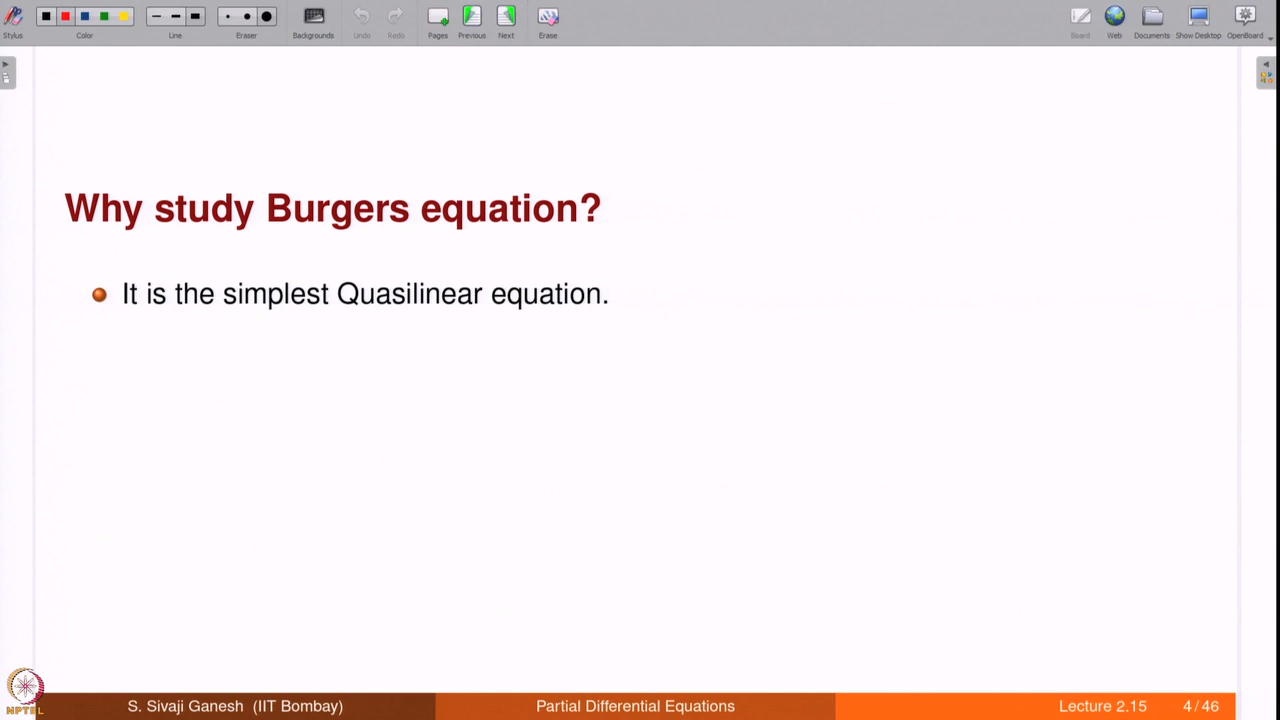 Stylus
Color
Line
Eraser
Backgrounds
Undo
Redo
Pages
Previous
Next
Erase
Board
Web
Documents
Show Desktop
OpenBoard
Why study Burgers equation?
It is the simplest Quasilinear equation.
NPTEL
S. Sivaji Ganesh (IIT Bombay)
Partial Differential Equations
Lecture 2.15
4 / 46